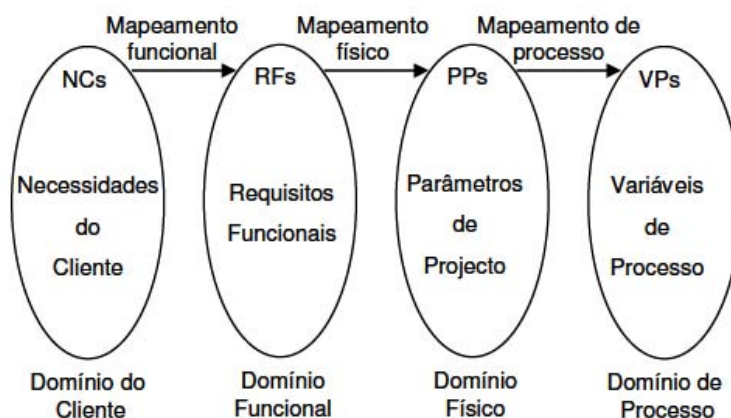 Mapeamento
funcional
Mapeamento
físico
Mapeamento de
processo
NCs
RFs
PPs
VPs
Necessidades
do
Cliente
Requisitos
Funcionais
Parâmetros
de
Projecto
Variáveis
de
Processo
Domínio do
Cliente
Domínio
Funcional
Domínio
Físico
Domínio de
Processo